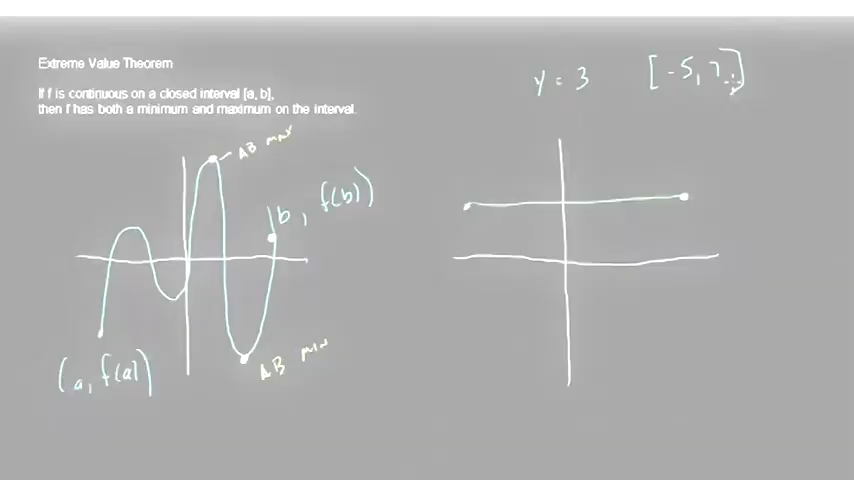 Extreme Value Theorem
If f is continuous on a closed interval [a, b],
then f has both a minimum and maximum on the interval.
y = 3 [-5, 7]
AB max
(b, f(b))
AB min
(a, f(a))